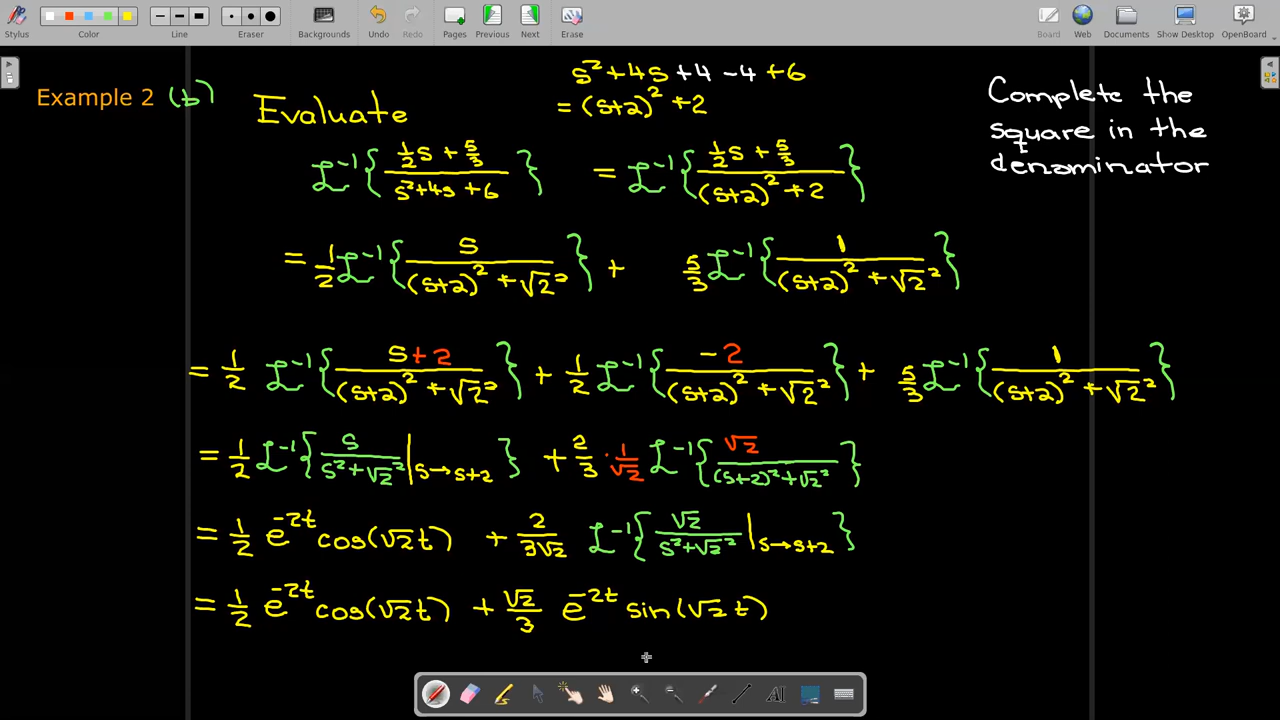 Stylus Color Line Eraser Backgrounds Undo Redo Pages Previous Next Erase Board Web Documents Show Desktop OpenBoard
Example 2 (b) Evaluate
s² + 4s + 4 - 4 + 6
= (s+2)² + 2
Complete the
square in the
denominator
ℒ⁻¹{ (½s + 5/3) / (s² + 4s + 6) } = ℒ⁻¹{ (½s + 5/3) / ((s+2)² + 2) }
= ½ ℒ⁻¹{ s / ((s+2)² + √2²) } + 5/3 ℒ⁻¹{ 1 / ((s+2)² + √2²) }
= ½ ℒ⁻¹{ (s + 2) / ((s+2)² + √2²) } + ½ ℒ⁻¹{ -2 / ((s+2)² + √2²) } + 5/3 ℒ⁻¹{ 1 / ((s+2)² + √2²) }
= ½ ℒ⁻¹{ s / (s² + √2²) |s→s+2 } + 2/3 · 1/√2 ℒ⁻¹{ √2 / ((s+2)² + √2²) }
= ½ e^(-2t) cos(√2t) + 2/(3√2) ℒ⁻¹{ √2 / (s² + √2²) |s→s+2 }
= ½ e^(-2t) cos(√2t) + √2/3 e^(-2t) sin(√2t)
AI